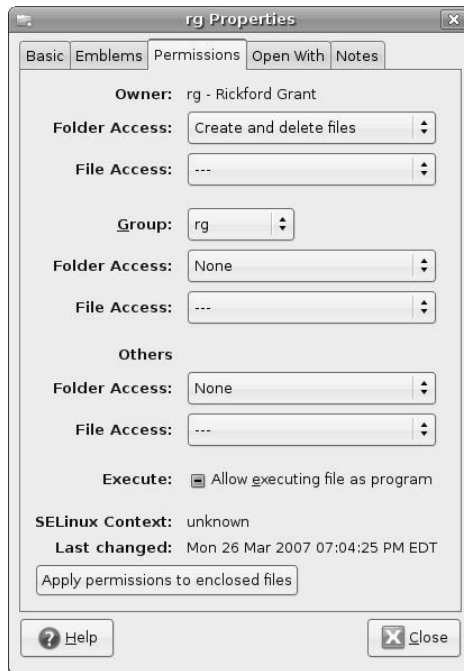 rg Properties
Basic Emblems Permissions Open With Notes
Owner: rg - Rickford Grant
Folder Access: Create and delete files
File Access: ---
Group: rg
Folder Access: None
File Access: ---
Others
Folder Access: None
File Access: ---
Execute: Allow executing file as program
SELinux Context: unknown
Last changed: Mon 26 Mar 2007 07:04:25 PM EDT
Apply permissions to enclosed files
Help Close